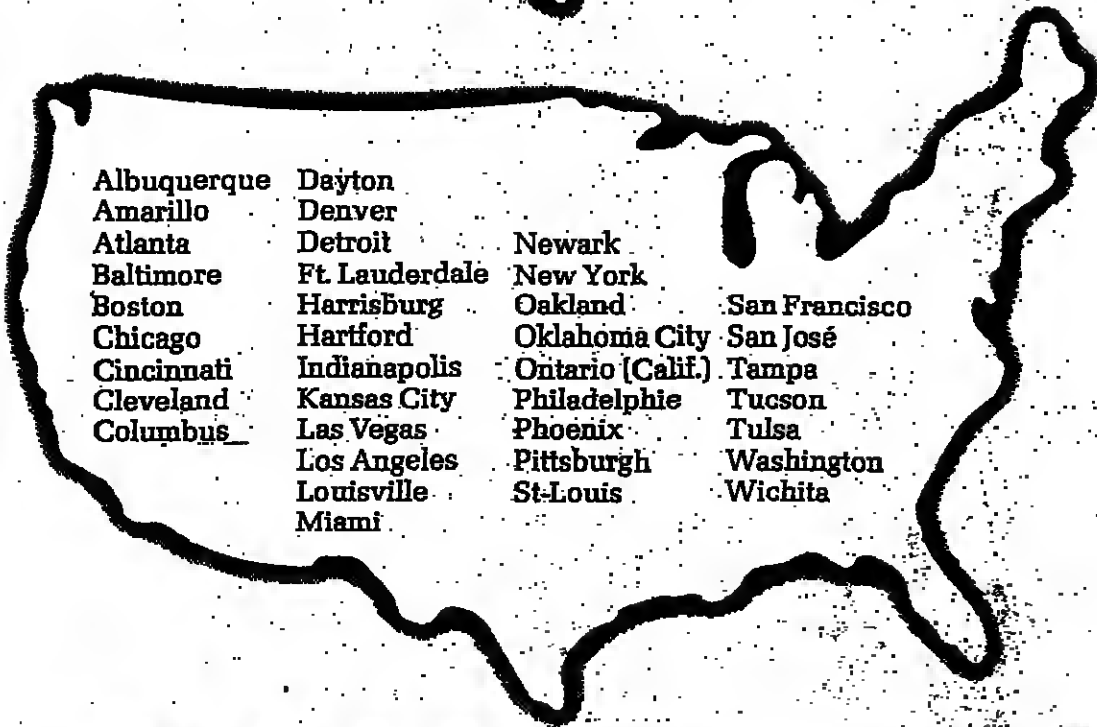 Albuquerque
Amarillo
Atlanta
Baltimore
Boston
Chicago
Cincinnati
Cleveland
Columbus
Dayton
Denver
Detroit
Ft. Lauderdale
Harrisburg
Hartford
Indianapolis
Kansas City
Las Vegas
Los Angeles
Louisville
Miami
Newark
New York
Oakland
Oklahoma City
Ontario (Calif.)
Philadelphie
Phoenix
Pittsburgh
St-Louis
San Francisco
San José
Tampa
Tucson
Tulsa
Washington
Wichita